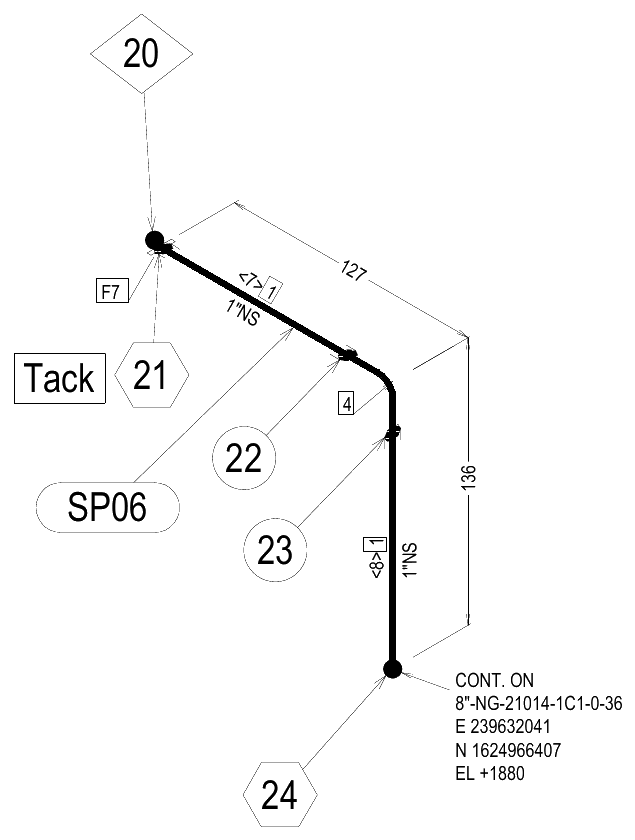 20
127
F7
<7> 1
1"NS
Tack
21
4
22
SP06
136
23
<8> 1
1"NS
CONT. ON
8"-NG-21014-1C1-0-36
E 239632041
N 1624966407
EL +1880
24